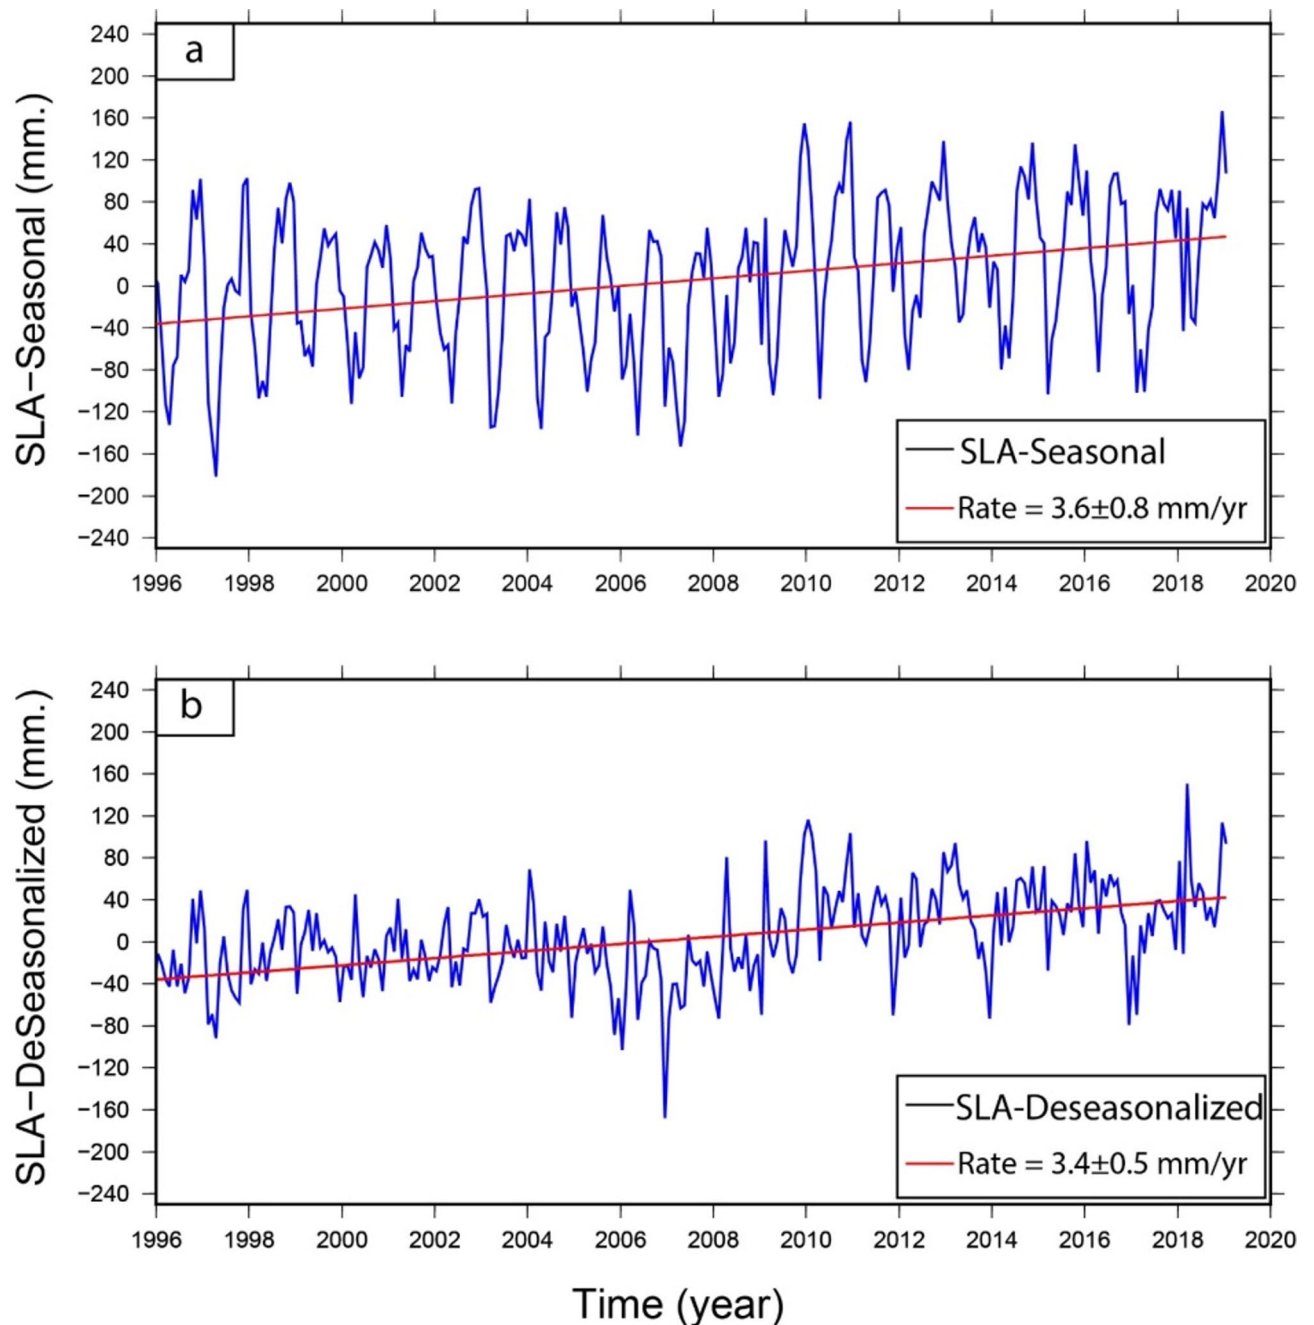 a
SLA−Seasonal (mm.)
240
200
160
120
80
40
0
−40
−80
−120
−160
−200
−240
SLA-Seasonal
Rate = 3.6±0.8 mm/yr
1996 1998 2000 2002 2004 2006 2008 2010 2012 2014 2016 2018 2020
b
SLA−DeSeasonalized (mm.)
240
200
160
120
80
40
0
−40
−80
−120
−160
−200
−240
SLA-Deseasonalized
Rate = 3.4±0.5 mm/yr
1996 1998 2000 2002 2004 2006 2008 2010 2012 2014 2016 2018 2020
Time (year)